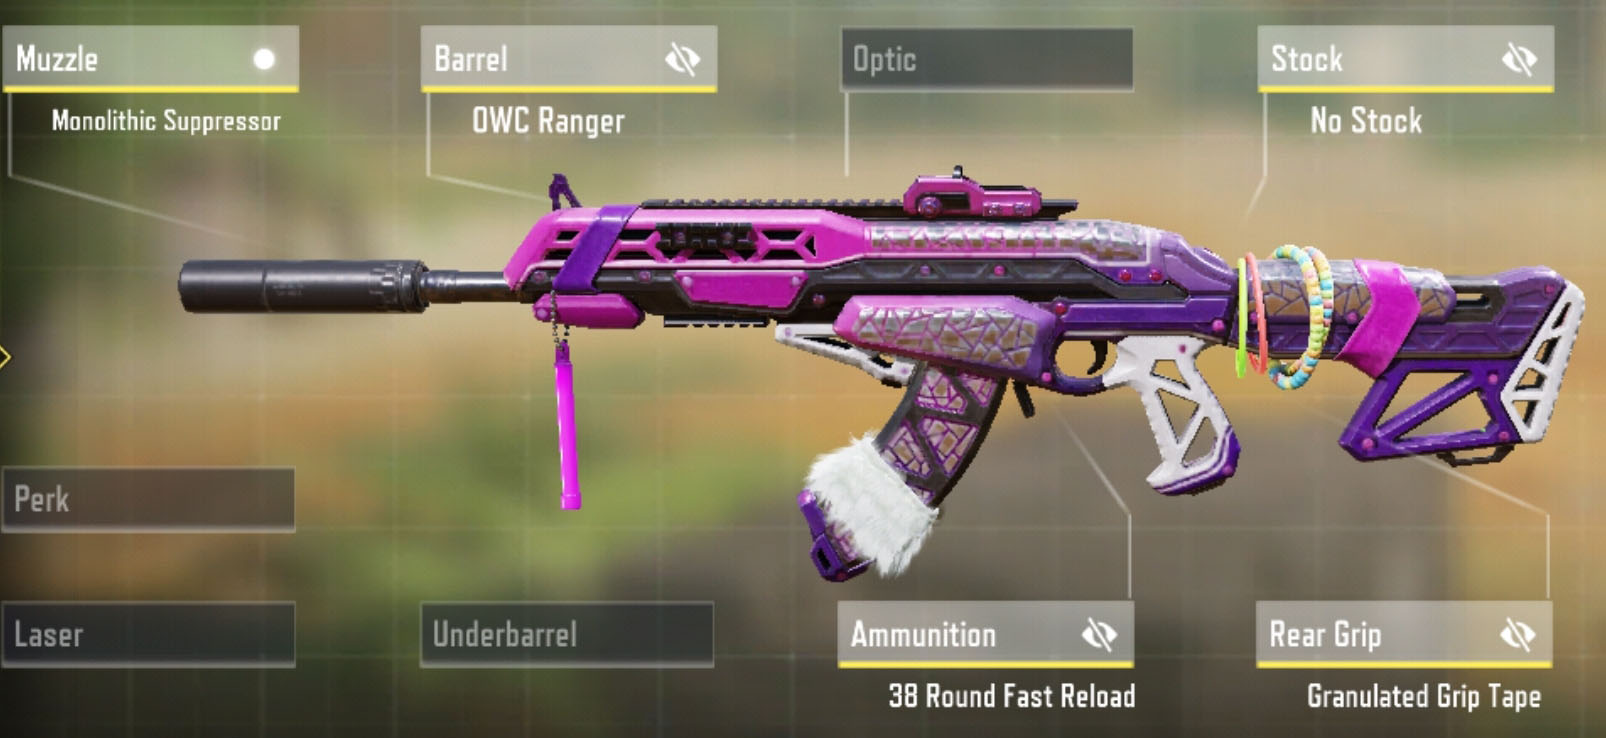 Muzzle
Barrel
Optic
Stock
Monolithic Suppressor
OWC Ranger
No Stock
Perk
Laser
Underbarrel
Ammunition
Rear Grip
38 Round Fast Reload
Granulated Grip Tape